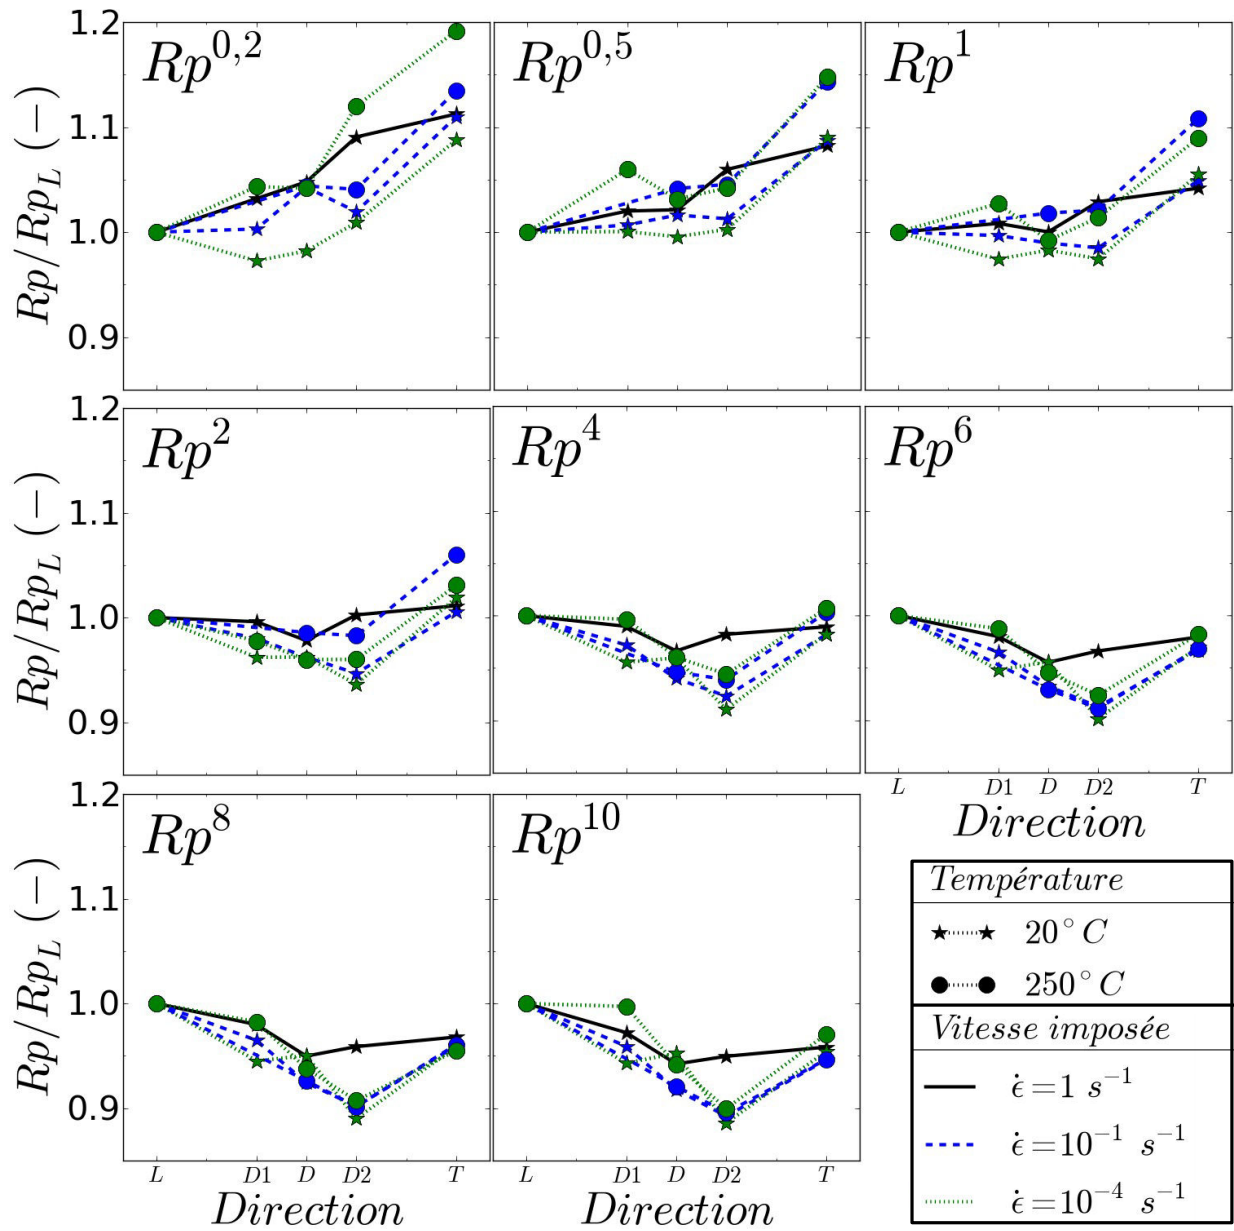 1.2
1.1
1.0
0.9
Rp/Rp_L (−)
Rp^{0,2}
Rp^{0,5}
Rp^1
1.2
1.1
1.0
0.9
Rp/Rp_L (−)
Rp^2
Rp^4
Rp^6
L D1 D D2 T
Direction
1.2
1.1
1.0
0.9
Rp/Rp_L (−)
Rp^8
Rp^{10}
L D1 D D2 T
Direction
L D1 D D2 T
Direction
Température
20°C
250°C
Vitesse imposée
ε̇=1 s^{−1}
ε̇=10^{−1} s^{−1}
ε̇=10^{−4} s^{−1}